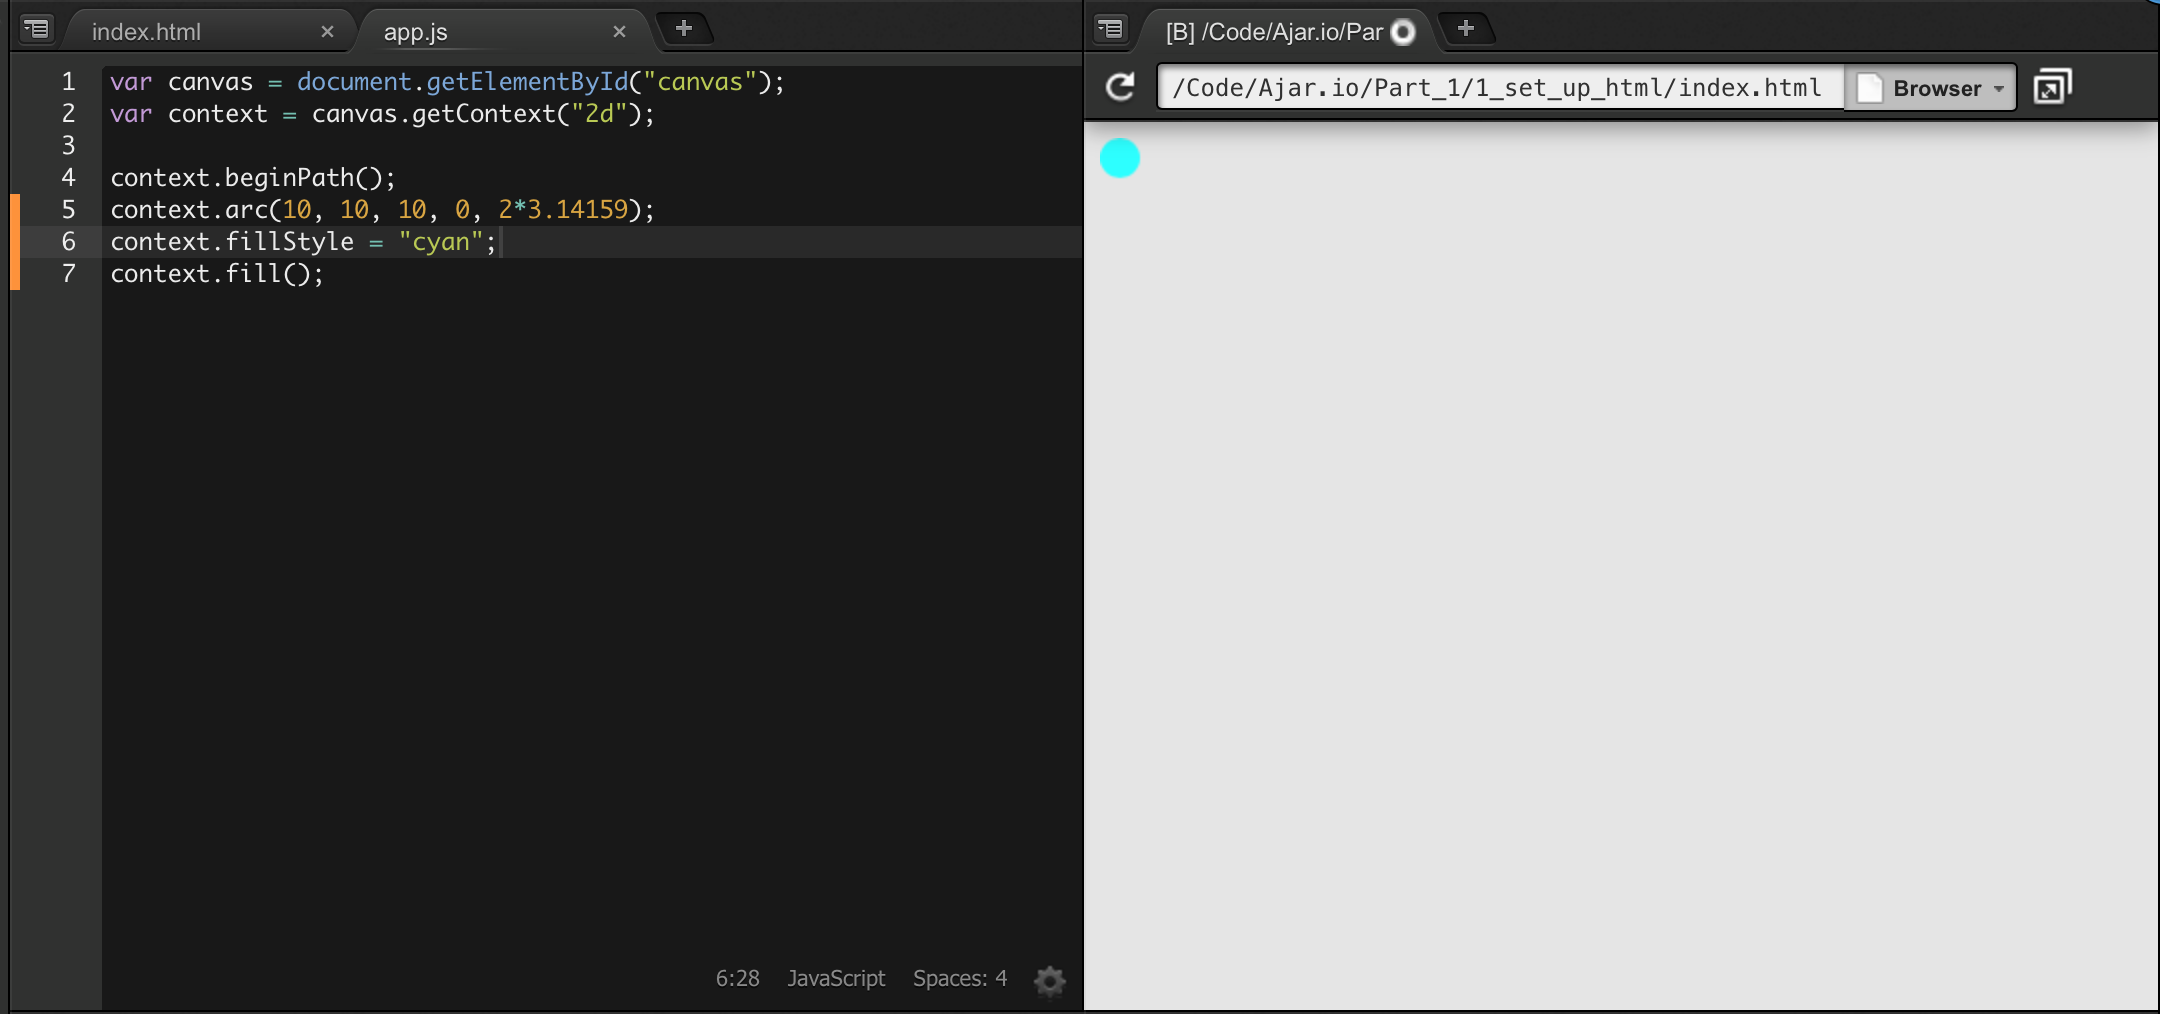 index.html × app.js × +
1 var canvas = document.getElementById("canvas");
2 var context = canvas.getContext("2d");
3
4 context.beginPath();
5 context.arc(10, 10, 10, 0, 2*3.14159);
6 context.fillStyle = "cyan";
7 context.fill();
6:28 JavaScript Spaces: 4
[B] /Code/Ajar.io/Par +
/Code/Ajar.io/Part_1/1_set_up_html/index.html Browser